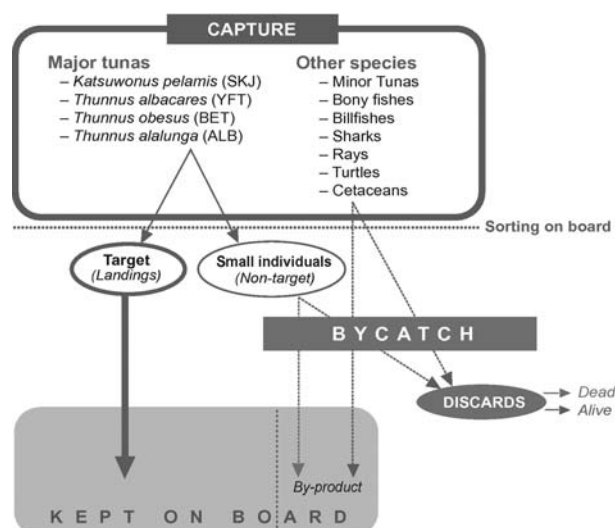 CAPTURE
Major tunas
– Katsuwonus pelamis (SKJ)
– Thunnus albacares (YFT)
– Thunnus obesus (BET)
– Thunnus alalunga (ALB)
Other species
– Minor Tunas
– Bony fishes
– Billfishes
– Sharks
– Rays
– Turtles
– Cetaceans
Sorting on board
Target
(Landings)
Small individuals
(Non-target)
BYCATCH
DISCARDS
Dead
Alive
By-product
KEPT ON BOARD